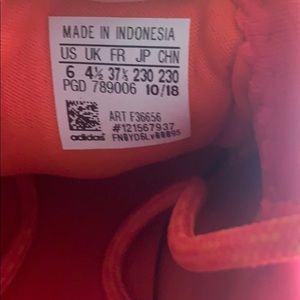 MADE IN INDONESIA
US UK FR JP CHN
6 4½ 37⅓ 230 230
PGD 789006 10/18
ART F36656
#121567937
adidas